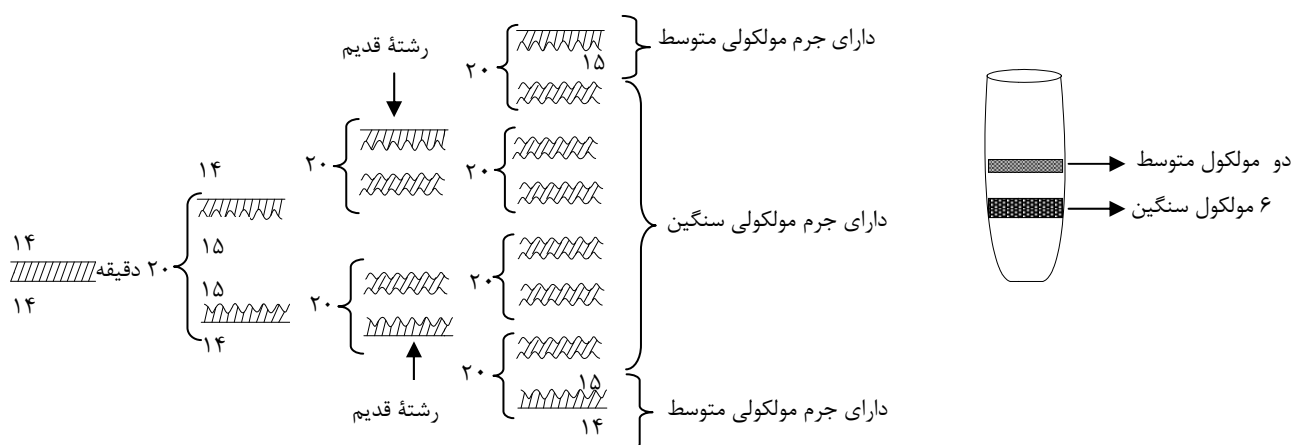 ۱۴
۱۴
۲۰ دقیقه
۱۴
۱۵
۱۵
۱۴
رشتهٔ قدیم
۲۰
۲۰
رشتهٔ قدیم
۲۰
۱۵
۲۰
۲۰
۲۰
۱۵
۱۴
دارای جرم مولکولی متوسط
دارای جرم مولکولی سنگین
دارای جرم مولکولی متوسط
دو مولکول متوسط
۶ مولکول سنگین